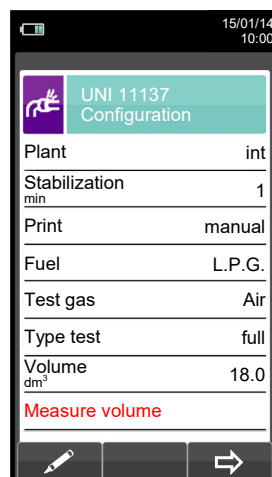 15/01/14
10:00
UNI 11137
Configuration
Plant int
Stabilization 1
min
Print manual
Fuel L.P.G.
Test gas Air
Type test full
Volume 18.0
dm³
Measure volume